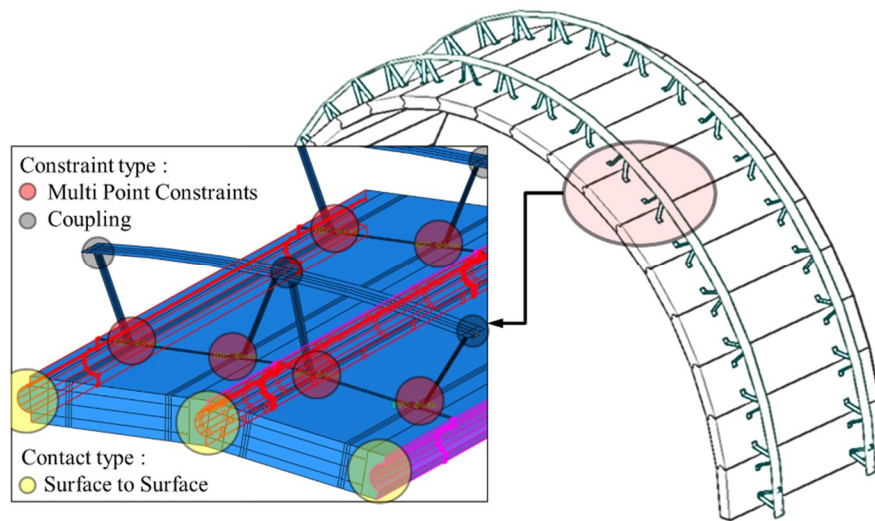 Constraint type :
Multi Point Constraints
Coupling
Contact type :
Surface to Surface